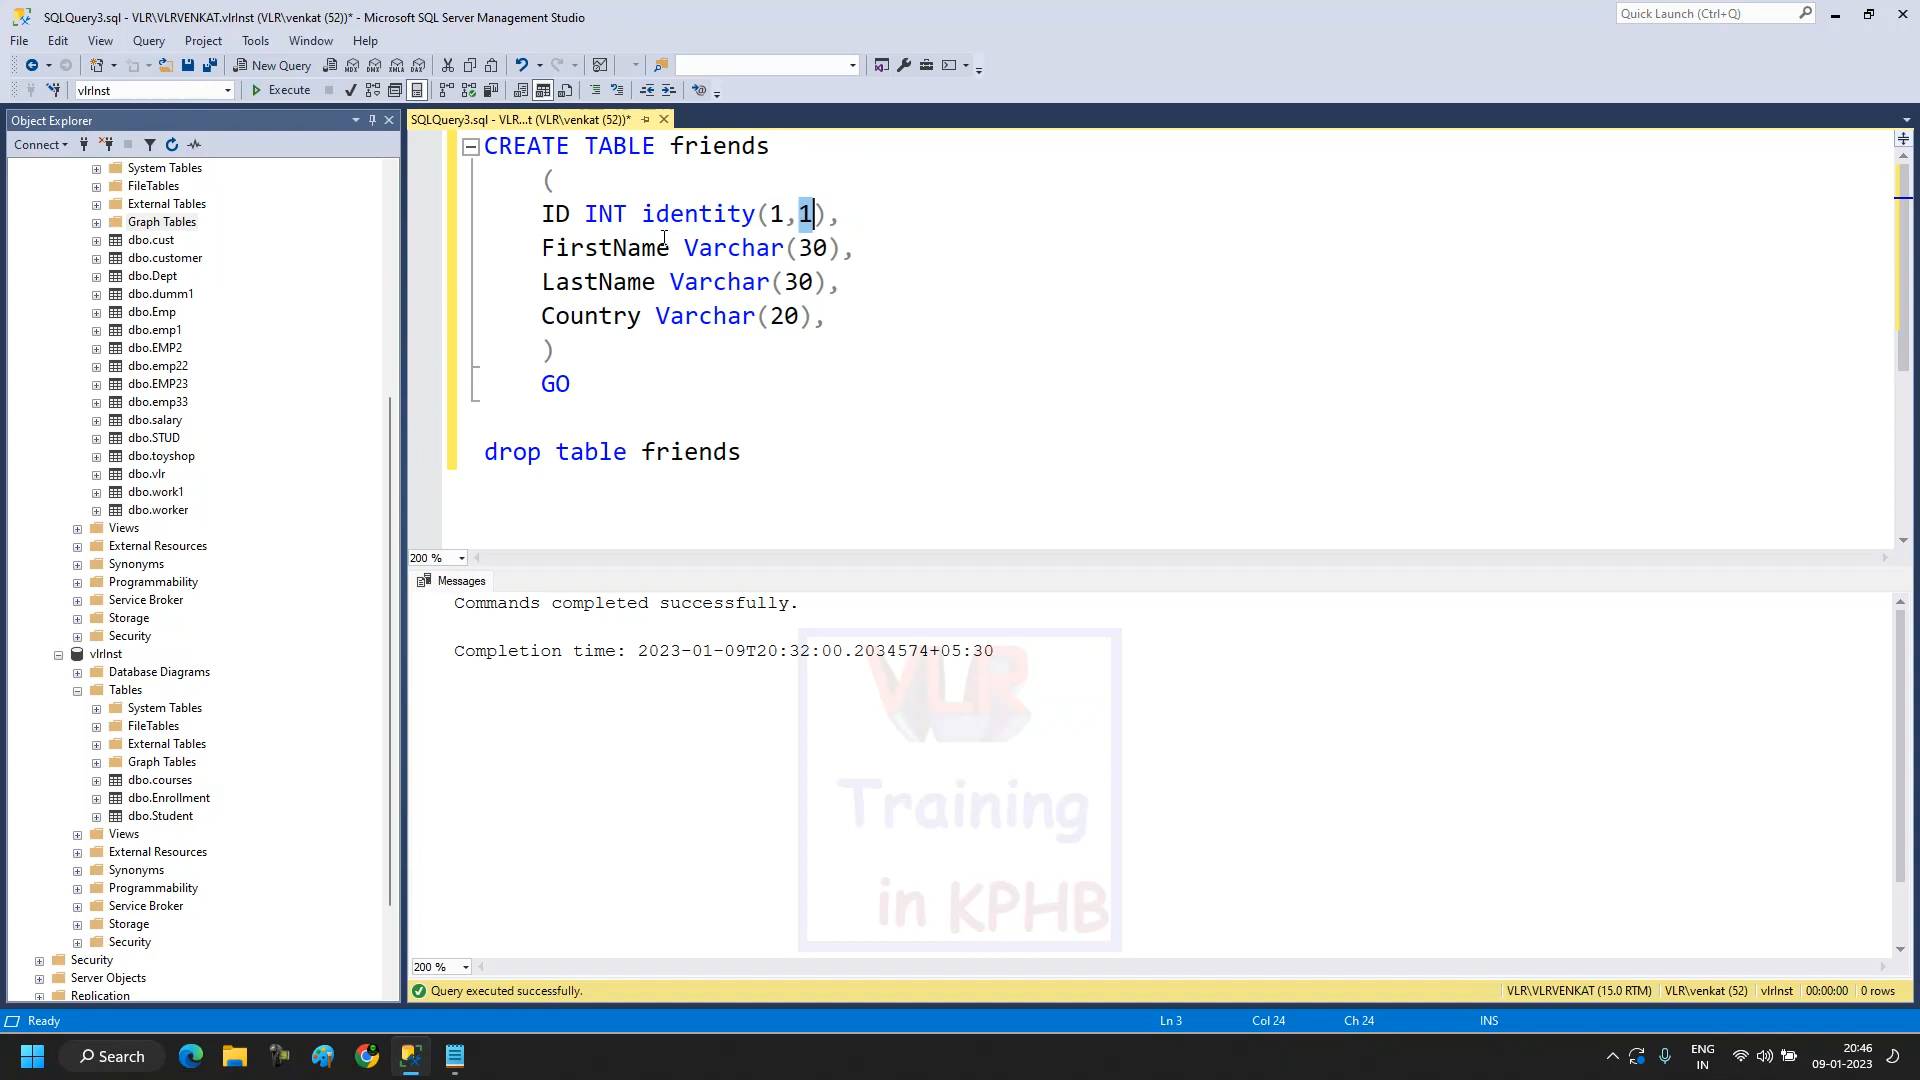 SQLQuery3.sql - VLR\VLRVENKAT.vlrInst (VLR\venkat (52))* - Microsoft SQL Server Management Studio
Quick Launch (Ctrl+Q)
File Edit View Query Project Tools Window Help
New Query
MDX DMX XMLA DAX
vlrInst
Execute
Object Explorer
SQLQuery3.sql - VLR...t (VLR\venkat (52))*
Connect
System Tables
FileTables
External Tables
Graph Tables
dbo.cust
dbo.customer
dbo.Dept
dbo.dumm1
dbo.Emp
dbo.emp1
dbo.EMP2
dbo.emp22
dbo.EMP23
dbo.emp33
dbo.salary
dbo.STUD
dbo.toyshop
dbo.vlr
dbo.work1
dbo.worker
Views
External Resources
Synonyms
Programmability
Service Broker
Storage
Security
vlrInst
Database Diagrams
Tables
System Tables
FileTables
External Tables
Graph Tables
dbo.courses
dbo.Enrollment
dbo.Student
Views
External Resources
Synonyms
Programmability
Service Broker
Storage
Security
Security
Server Objects
Replication
CREATE TABLE friends
(
ID INT identity(1,1),
FirstName Varchar(30),
LastName Varchar(30),
Country Varchar(20),
)
GO
drop table friends
200 %
Messages
Commands completed successfully.
Completion time: 2023-01-09T20:32:00.2034574+05:30
VLR
Training
in KPHB
200 %
Query executed successfully.
VLR\VLRVENKAT (15.0 RTM) VLR\venkat (52) vlrInst 00:00:00 0 rows
Ready
Ln 3 Col 24 Ch 24 INS
Search
ENG
IN
20:46
09-01-2023